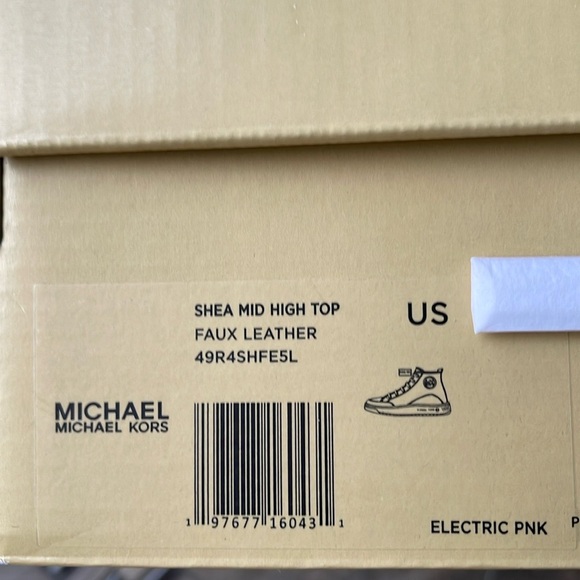 SHEA MID HIGH TOP
US
FAUX LEATHER
49R4SHFE5L
MICHAEL
MICHAEL KORS
1 97677 16043 1
ELECTRIC PNK
P